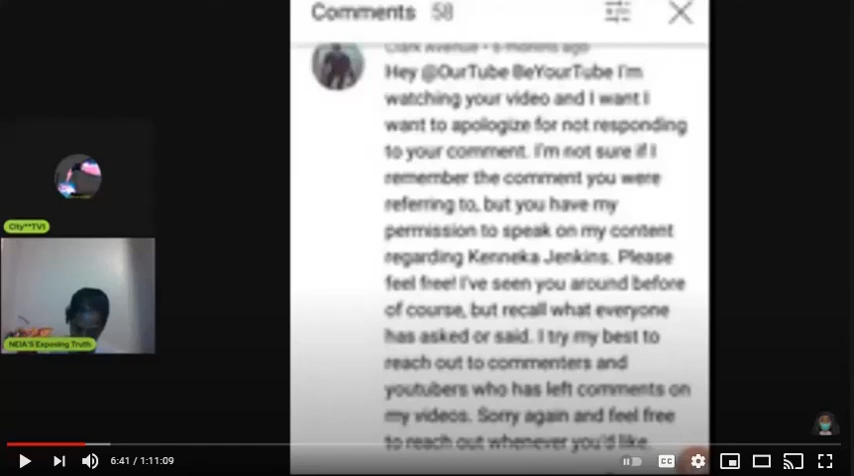 Comments 58
Clark Avenue • 6 months ago
Hey @OurTube BeYourTube I'm
watching your video and I want I
want to apologize for not responding
to your comment. I'm not sure if I
remember the comment you were
referring to, but you have my
permission to speak on my content
regarding Kenneka Jenkins. Please
feel free! I've seen you around before
of course, but recall what everyone
has asked or said. I try my best to
reach out to commenters and
youtubers who has left comments on
my videos. Sorry again and feel free
to reach out whenever you'd like.
City**TV1
NEIA'S Exposing Truth
6:41 / 1:11:09
CC